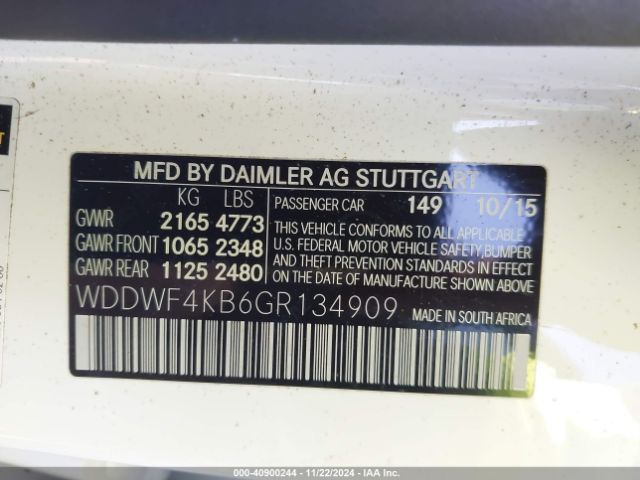 MFD BY DAIMLER AG STUTTGART
KG LBS
GVWR 2165 4773
GAWR FRONT 1065 2348
GAWR REAR 1125 2480
PASSENGER CAR 149 10/15
THIS VEHICLE CONFORMS TO ALL APPLICABLE
U.S. FEDERAL MOTOR VEHICLE SAFETY,BUMPER
AND THEFT PREVENTION STANDARDS IN EFFECT
ON THE DATE OF MANUFACTURE SHOWN ABOVE.
WDDWF4KB6GR134909
MADE IN SOUTH AFRICA
000-40900244 - 11/22/2024 - IAA Inc.